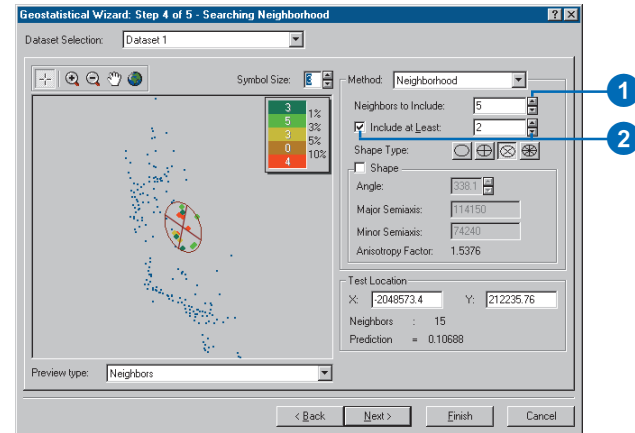 Geostatistical Wizard: Step 4 of 5 - Searching Neighborhood
Dataset Selection: Dataset 1
Symbol Size: 3
3
5
3
0
4
1%
3%
5%
10%
Preview type: Neighbors
Method: Neighborhood
Neighbors to Include: 5
Include at Least: 2
Shape Type:
Shape
Angle: 338.1
Major Semiaxis: 114150
Minor Semiaxis: 74240
Anisotropy Factor: 1.5376
Test Location
X: -2048573.4 Y: 212235.76
Neighbors : 15
Prediction = 0.10688
< Back Next > Finish Cancel
1
2